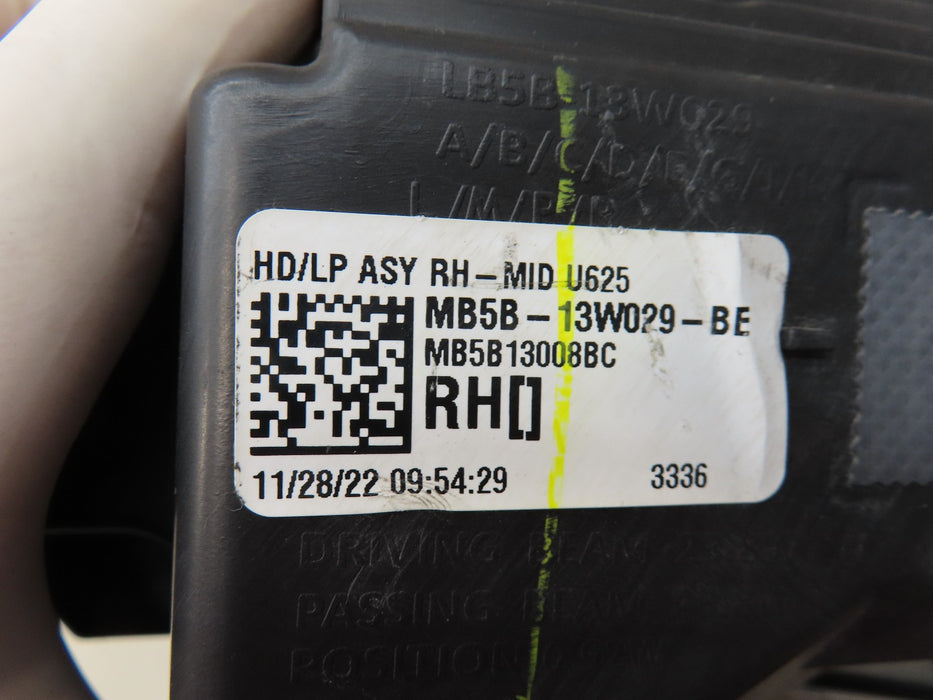 LB5B-13W029
A/B/C/D/
L/M/P/R
HD/LP ASY RH-MID U625
MB5B-13W029-BE
MB5B13008BC
RH[]
11/28/22 09:54:29
3336
DRIVING BEAM
PASSING BEAM
POSITION